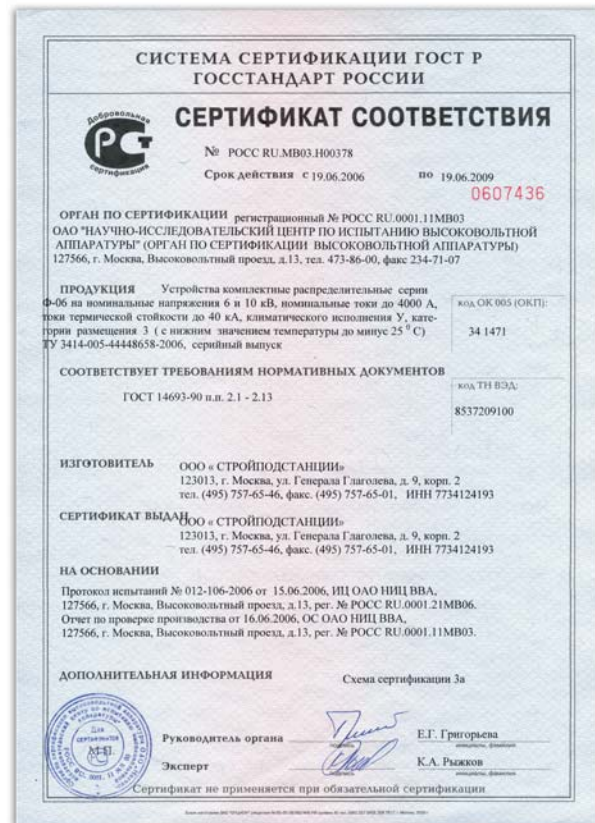 СИСТЕМА СЕРТИФИКАЦИИ ГОСТ Р
ГОССТАНДАРТ РОССИИ
Добровольная
сертификация
СЕРТИФИКАТ СООТВЕТСТВИЯ
№ РОСС RU.МВ03.Н00378
Срок действия с 19.06.2006 по 19.06.2009
0607436
ОРГАН ПО СЕРТИФИКАЦИИ регистрационный № РОСС RU.0001.11МВ03
ОАО "НАУЧНО-ИССЛЕДОВАТЕЛЬСКИЙ ЦЕНТР ПО ИСПЫТАНИЮ ВЫСОКОВОЛЬТНОЙ
АППАРАТУРЫ" (ОРГАН ПО СЕРТИФИКАЦИИ ВЫСОКОВОЛЬТНОЙ АППАРАТУРЫ)
127566, г. Москва, Высоковольтный проезд, д.13, тел. 473-86-00, факс 234-71-07
ПРОДУКЦИЯ Устройства комплектные распределительные серии
Ф-06 на номинальные напряжения 6 и 10 кВ, номинальные токи до 4000 А,
токи термической стойкости до 40 кА, климатического исполнения У, кате-
гории размещения 3 ( с нижним значением температуры до минус 25 ⁰ С)
ТУ 3414-005-44448658-2006, серийный выпуск
код ОК 005 (ОКП):
34 1471
СООТВЕТСТВУЕТ ТРЕБОВАНИЯМ НОРМАТИВНЫХ ДОКУМЕНТОВ
ГОСТ 14693-90 п.п. 2.1 - 2.13
код ТН ВЭД:
8537209100
ИЗГОТОВИТЕЛЬ ООО « СТРОЙПОДСТАНЦИИ»
123013, г. Москва, ул. Генерала Глаголева, д. 9, корп. 2
тел. (495) 757-65-46, факс. (495) 757-65-01, ИНН 7734124193
СЕРТИФИКАТ ВЫДАН ООО « СТРОЙПОДСТАНЦИИ»
123013, г. Москва, ул. Генерала Глаголева, д. 9, корп. 2
тел. (495) 757-65-46, факс. (495) 757-65-01, ИНН 7734124193
НА ОСНОВАНИИ
Протокол испытаний № 012-106-2006 от 15.06.2006, ИЦ ОАО НИЦ ВВА,
127566, г. Москва, Высоковольтный проезд, д.13, рег. № РОСС RU.0001.21МВ06.
Отчет по проверке производства от 16.06.2006, ОС ОАО НИЦ ВВА,
127566, г. Москва, Высоковольтный проезд, д.13, рег. № РОСС RU.0001.11МВ03.
ДОПОЛНИТЕЛЬНАЯ ИНФОРМАЦИЯ Схема сертификации 3а
Для
сертификатов
М.П.
Руководитель органа Е.Г. Григорьева
подпись инициалы, фамилия
Эксперт К.А. Рыжков
подпись инициалы, фамилия
Сертификат не применяется при обязательной сертификации